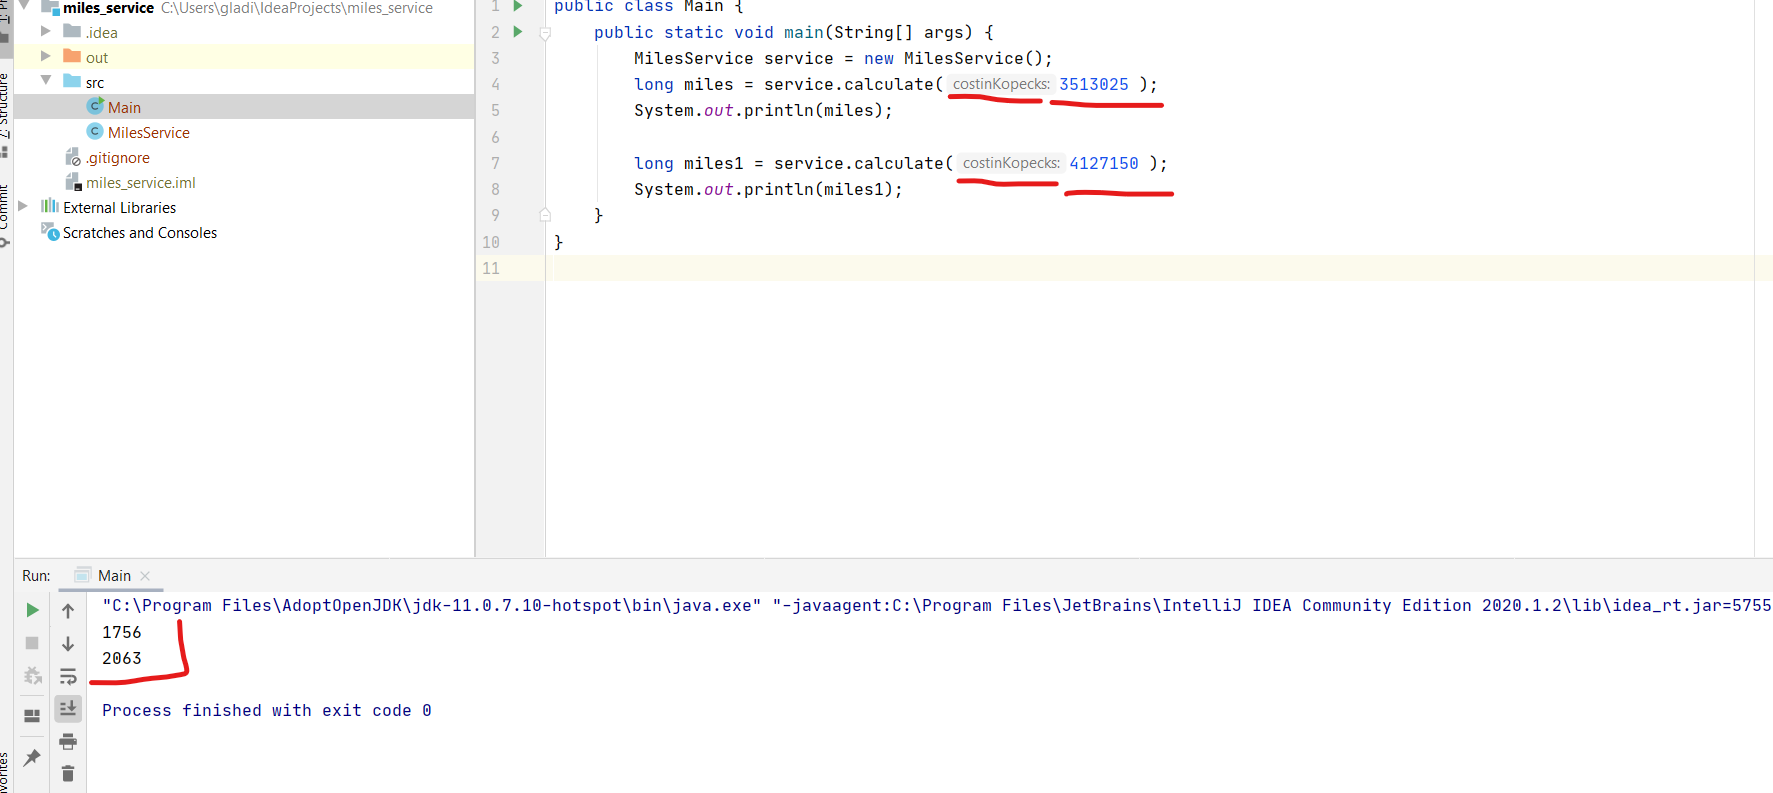 miles_service C:\Users\gladi\IdeaProjects\miles_service
.idea
out
src
Main
MilesService
.gitignore
miles_service.iml
External Libraries
Scratches and Consoles
Z: Structure
Commit
1 public class Main {
2 public static void main(String[] args) {
3 MilesService service = new MilesService();
4 long miles = service.calculate( costinKopecks: 3513025 );
5 System.out.println(miles);
6
7 long miles1 = service.calculate( costinKopecks: 4127150 );
8 System.out.println(miles1);
9 }
10 }
11
Run: Main
"C:\Program Files\AdoptOpenJDK\jdk-11.0.7.10-hotspot\bin\java.exe" "-javaagent:C:\Program Files\JetBrains\IntelliJ IDEA Community Edition 2020.1.2\lib\idea_rt.jar=5755
1756
2063
Process finished with exit code 0